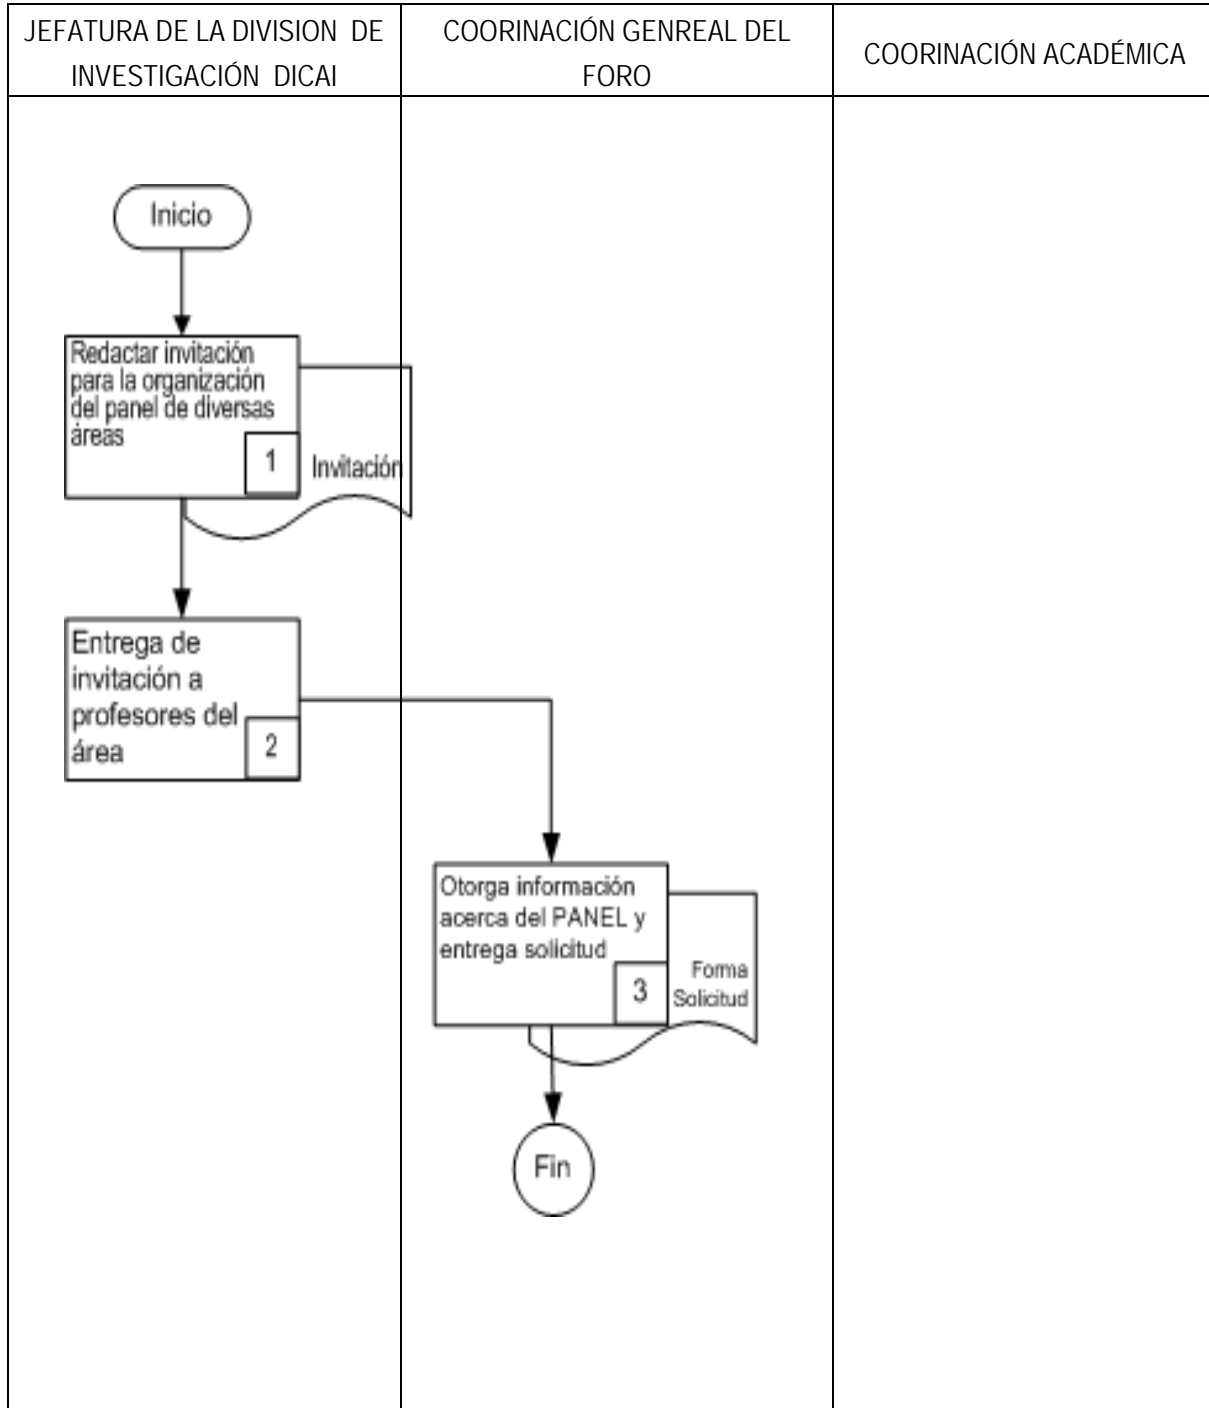 JEFATURA DE LA DIVISION DE
INVESTIGACIÓN DICAI
COORINACIÓN GENREAL DEL
FORO
COORINACIÓN ACADÉMICA
Inicio
Redactar invitación
para la organización
del panel de diversas
áreas
1
Invitación
Entrega de
invitación a
profesores del
área
2
Otorga información
acerca del PANEL y
entrega solicitud
3
Forma
Solicitud
Fin